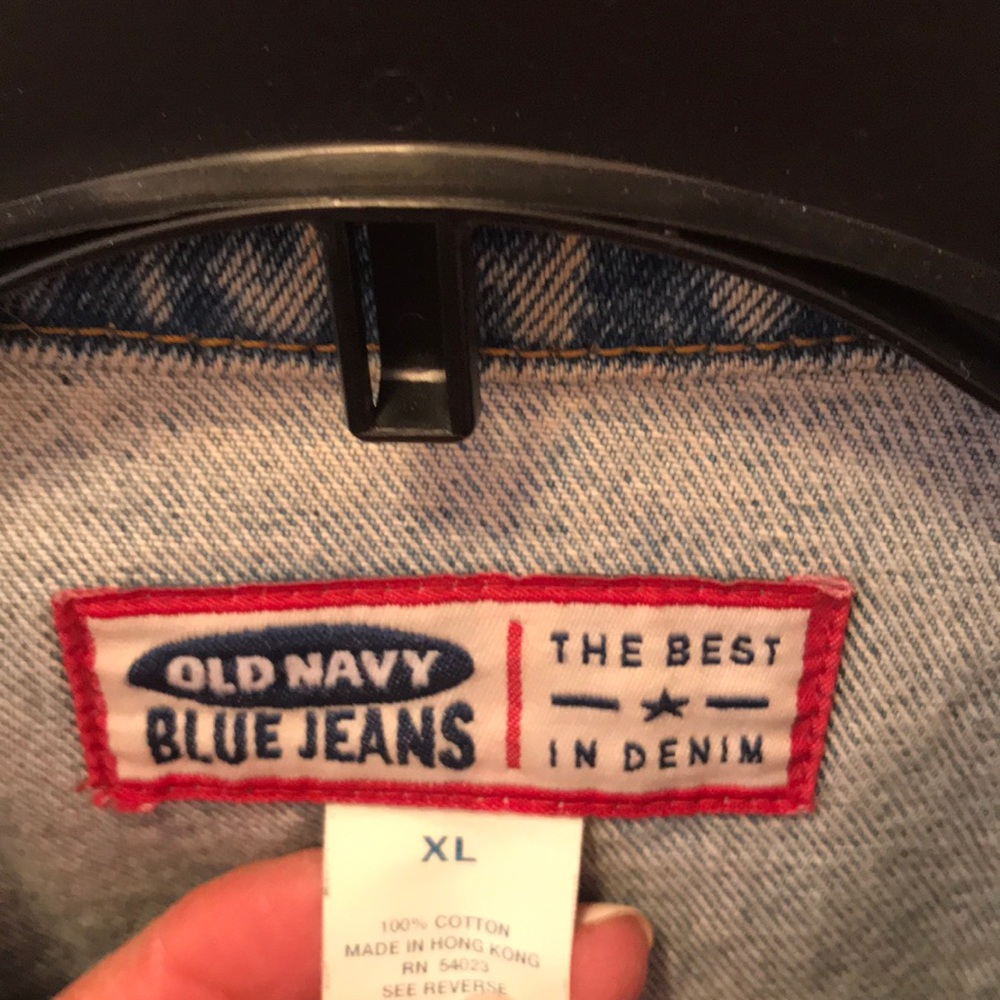 OLD NAVY
BLUE JEANS
THE BEST
IN DENIM
XL
100% COTTON
MADE IN HONG KONG
RN 54023
SEE REVERSE